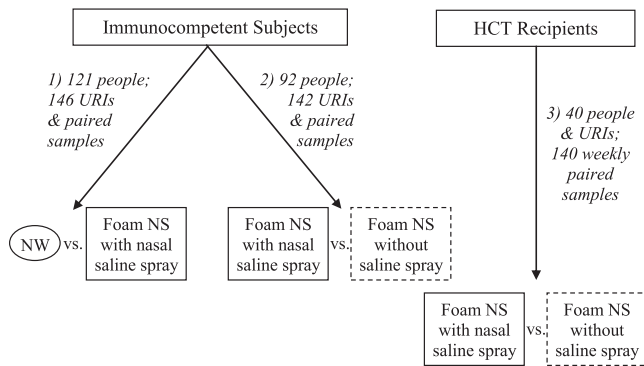 Immunocompetent Subjects
HCT Recipients
1) 121 people;
146 URIs
& paired
samples
2) 92 people;
142 URIs
& paired
samples
3) 40 people
& URIs;
140 weekly
paired
samples
NW vs. Foam NS
with nasal
saline spray
Foam NS
with nasal
saline spray
vs.
Foam NS
without
saline spray
Foam NS
with nasal
saline spray
vs.
Foam NS
without
saline spray